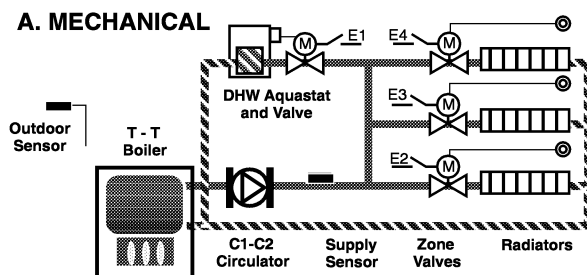 A. MECHANICAL
M
E1
E4
M
DHW Aquastat
and Valve
E3
M
Outdoor
Sensor
T - T
Boiler
E2
M
C1-C2
Circulator
Supply
Sensor
Zone
Valves
Radiators